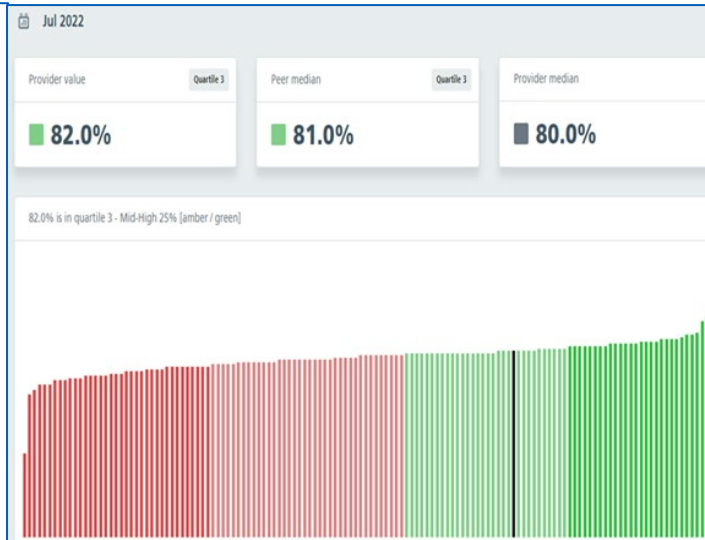 Jul 2022
Provider value
Quartile 3
82.0%
Peer median
Quartile 3
81.0%
Provider median
80.0%
82.0% is in quartile 3 - Mid-High 25% [amber / green]